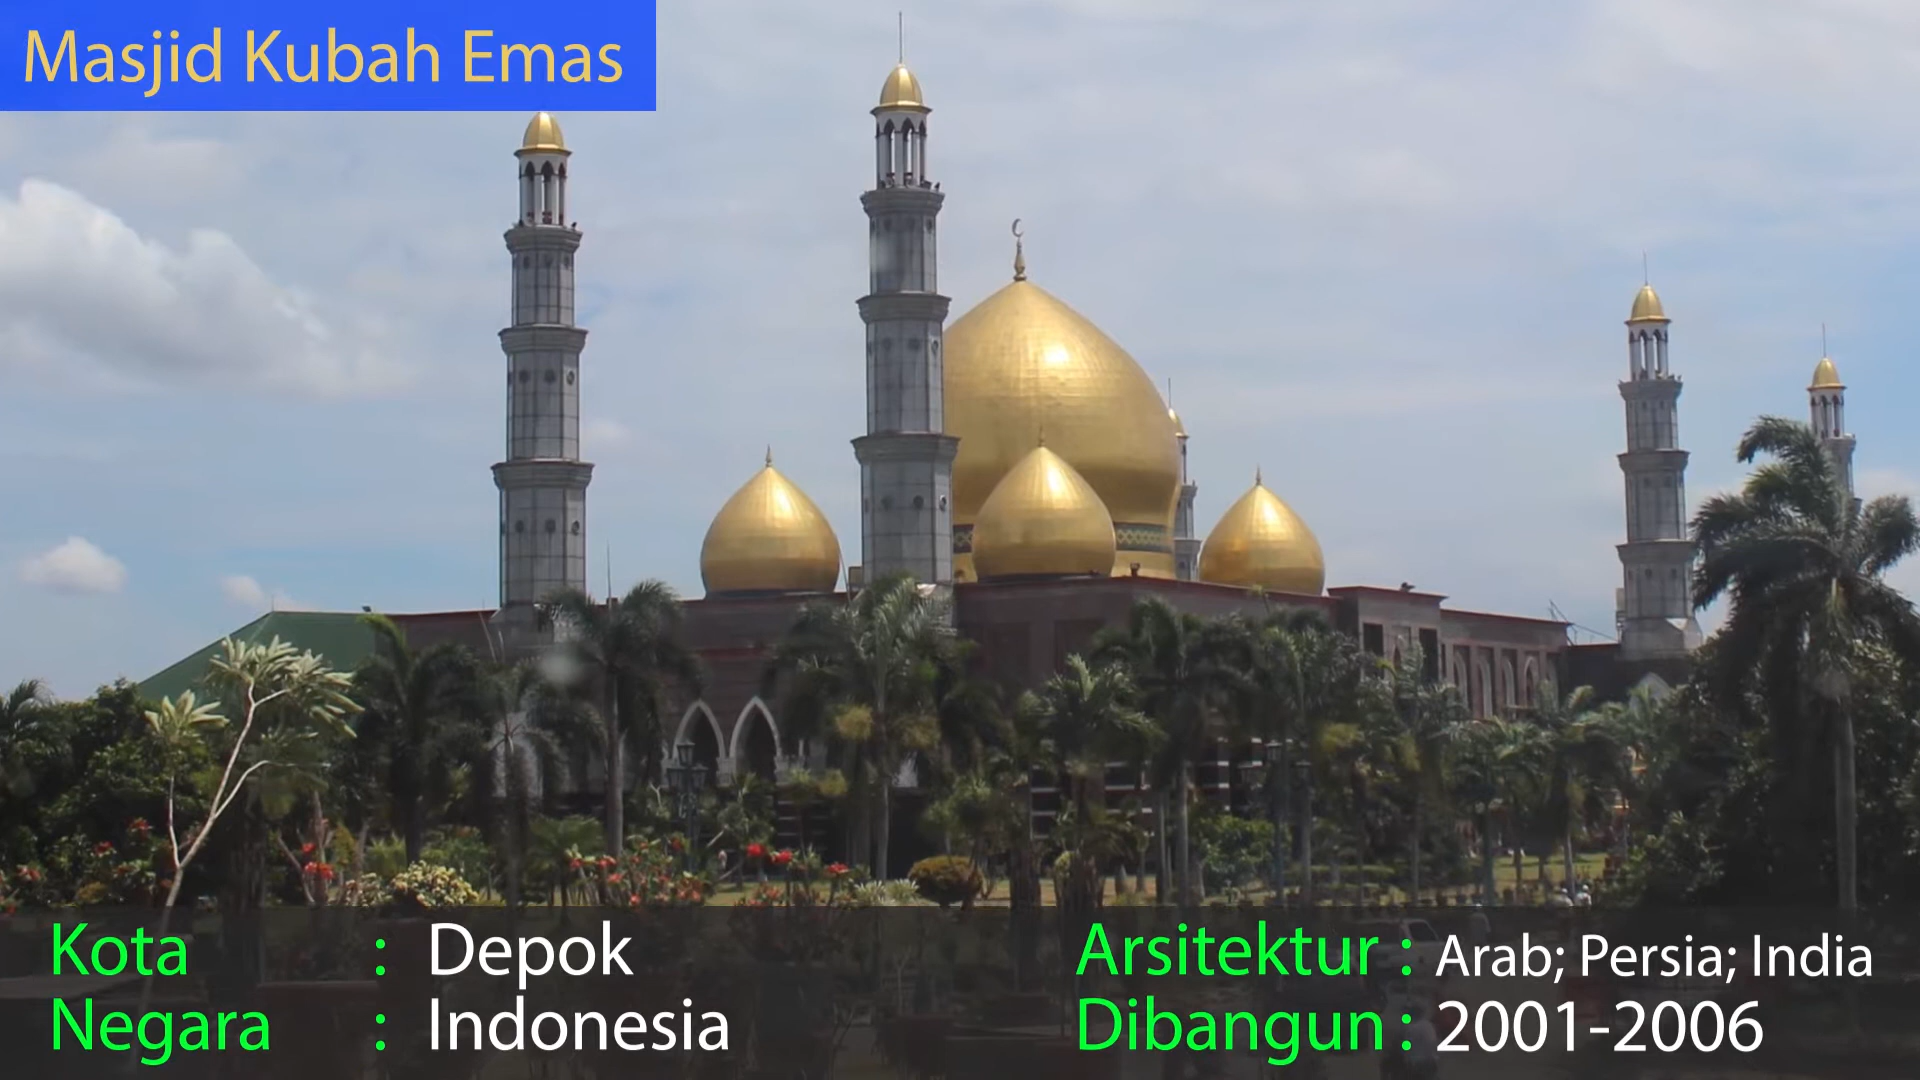 Masjid Kubah Emas
Kota : Depok
Negara : Indonesia
Arsitektur : Arab; Persia; India
Dibangun : 2001-2006